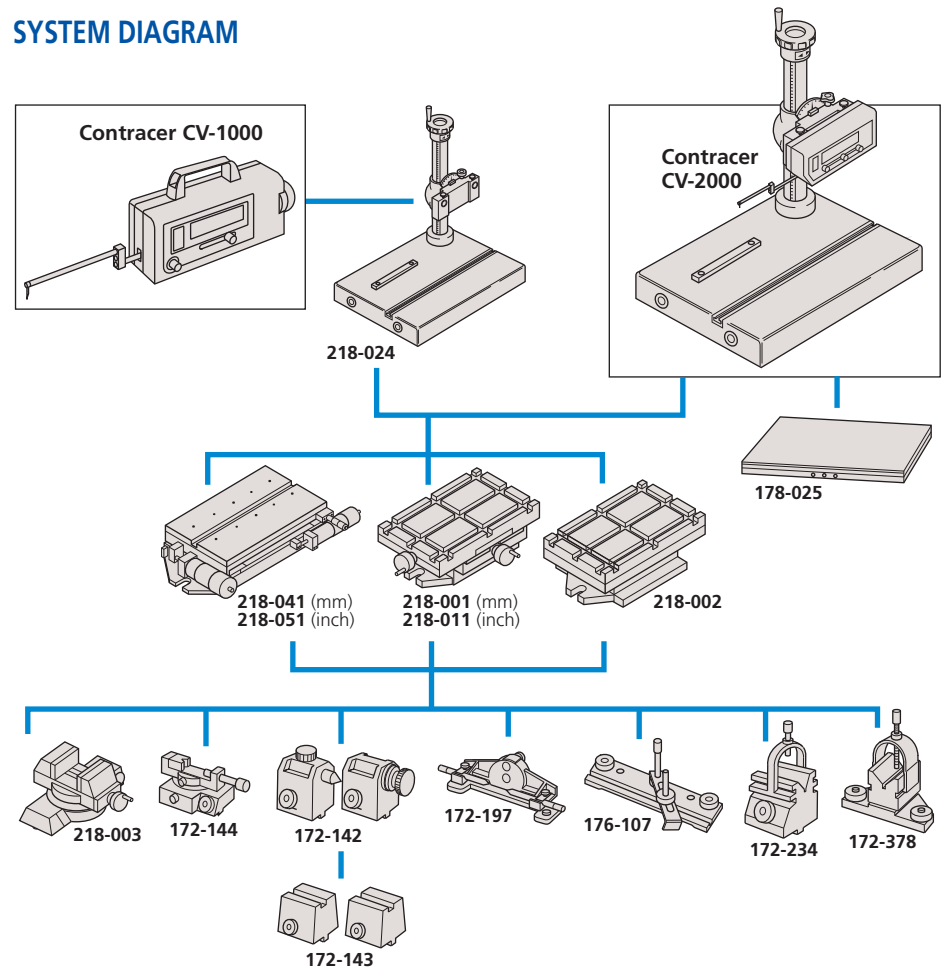 SYSTEM DIAGRAM
Contracer CV-1000
Contracer
CV-2000
218-024
178-025
218-041 (mm)
218-051 (inch)
218-001 (mm)
218-011 (inch)
218-002
218-003
172-144
172-142
172-197
176-107
172-234
172-378
172-143